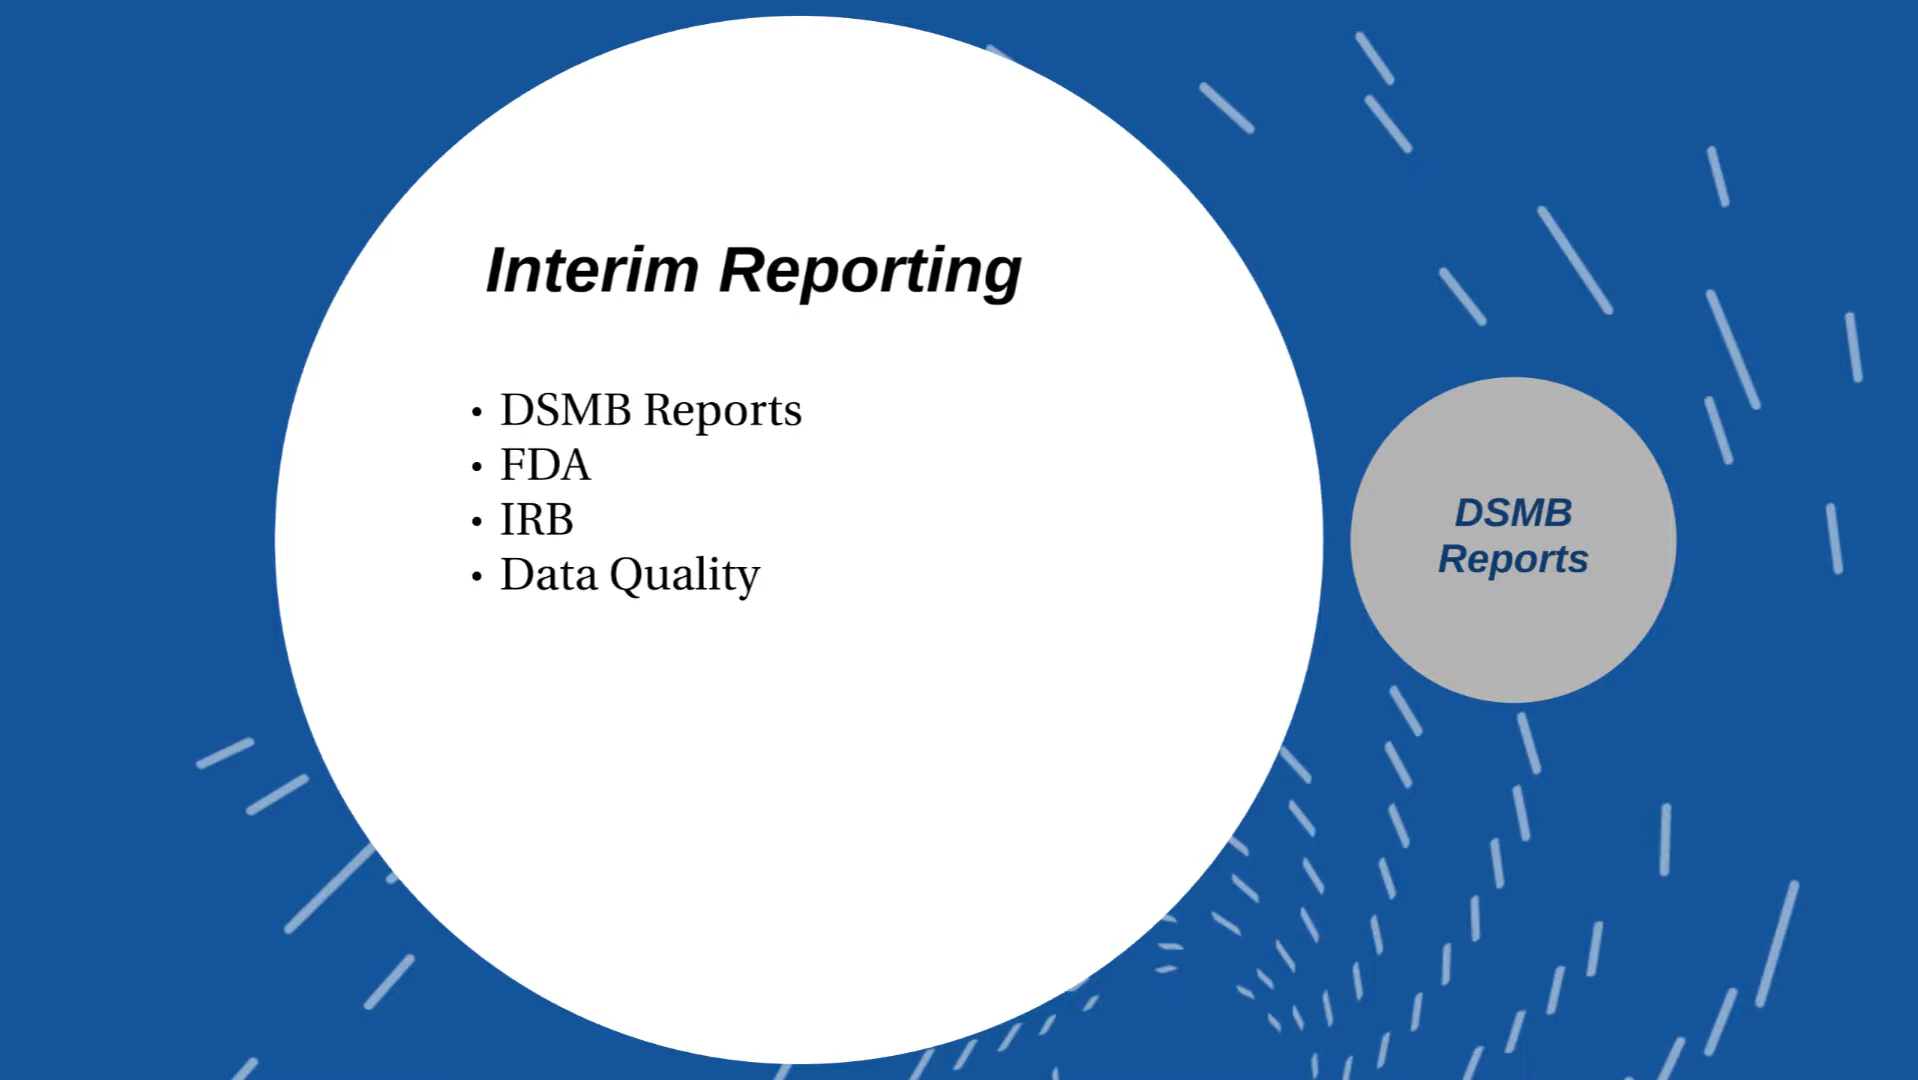 Interim Reporting
• DSMB Reports
• FDA
• IRB
• Data Quality
DSMB
Reports